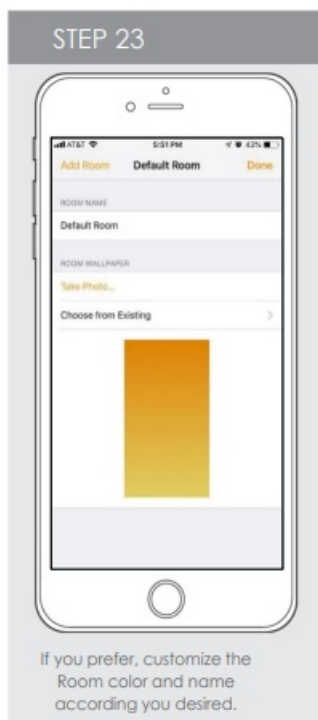 STEP 23
AT&T 5:51 PM 43%
Add Room Default Room Done
ROOM NAME
Default Room
ROOM WALLPAPER
Take Photo...
Choose from Existing
If you prefer, customize the
Room color and name
according you desired.